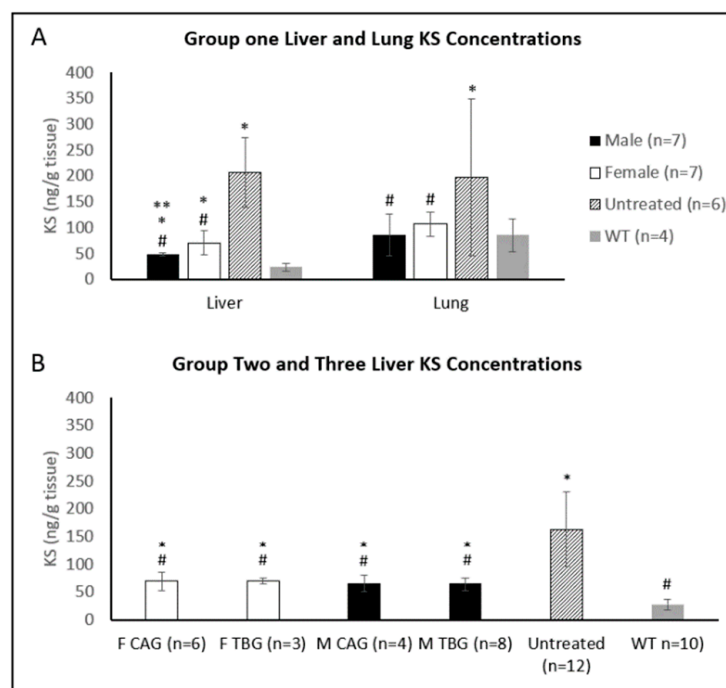 A
Group one Liver and Lung KS Concentrations
400
350
300
250
200
150
100
50
0
KS (ng/g tissue)
**
*
#
*
#
*
#
#
*
Liver
Lung
Male (n=7)
Female (n=7)
Untreated (n=6)
WT (n=4)
B
Group Two and Three Liver KS Concentrations
400
350
300
250
200
150
100
50
0
KS (ng/g tissue)
*
#
*
#
*
#
*
#
*
#
F CAG (n=6)
F TBG (n=3)
M CAG (n=4)
M TBG (n=8)
Untreated
(n=12)
WT n=10)